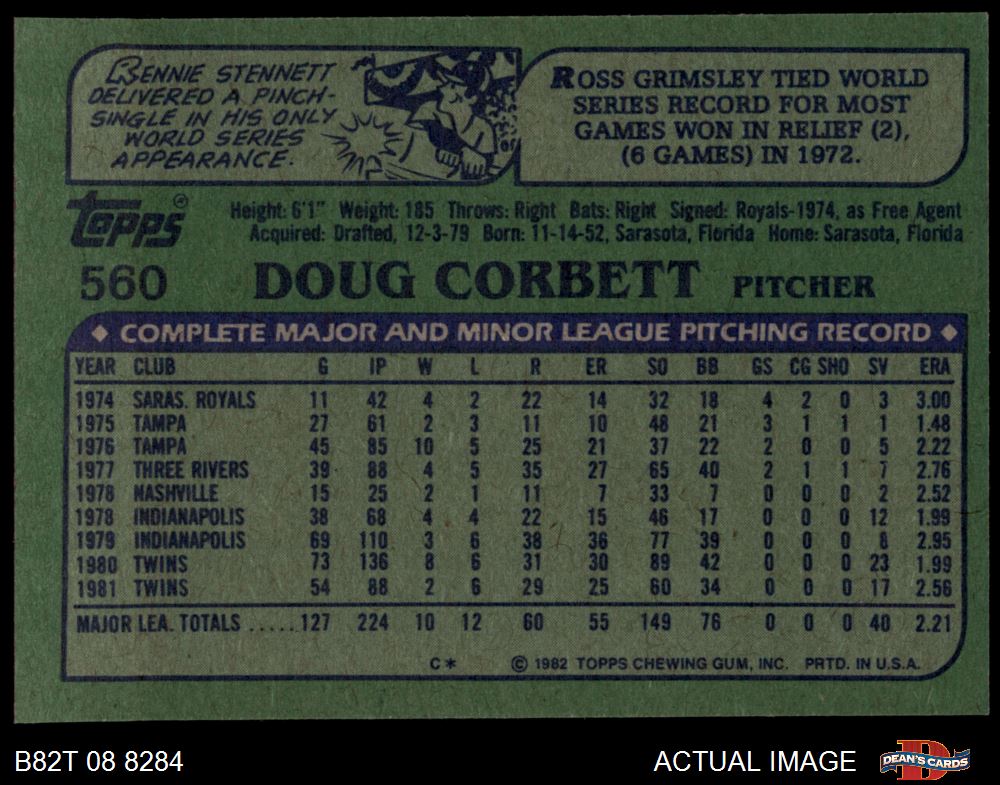 RENNIE STENNETT
DELIVERED A PINCH-
SINGLE IN HIS ONLY
WORLD SERIES
APPEARANCE.
ROSS GRIMSLEY TIED WORLD
SERIES RECORD FOR MOST
GAMES WON IN RELIEF (2),
(6 GAMES) IN 1972.
Topps ®
Height: 6'1" Weight: 185 Throws: Right Bats: Right Signed: Royals-1974, as Free Agent
Acquired: Drafted, 12-3-79 Born: 11-14-52, Sarasota, Florida Home: Sarasota, Florida
560 DOUG CORBETT PITCHER
◆ COMPLETE MAJOR AND MINOR LEAGUE PITCHING RECORD ◆
YEAR CLUB G IP W L R ER SO BB GS CG SHO SV ERA
1974 SARAS. ROYALS 11 42 4 2 22 14 32 18 4 2 0 3 3.00
1975 TAMPA 27 61 2 3 11 10 48 21 3 1 1 1 1.48
1976 TAMPA 45 85 10 5 25 21 37 22 2 0 0 5 2.22
1977 THREE RIVERS 39 88 4 5 35 27 65 40 2 1 1 7 2.76
1978 NASHVILLE 15 25 2 1 11 7 33 7 0 0 0 2 2.52
1978 INDIANAPOLIS 38 68 4 4 22 15 46 17 0 0 0 12 1.99
1979 INDIANAPOLIS 69 110 3 6 38 36 77 39 0 0 0 8 2.95
1980 TWINS 73 136 8 6 31 30 89 42 0 0 0 23 1.99
1981 TWINS 54 88 2 6 29 25 60 34 0 0 0 17 2.56
MAJOR LEA. TOTALS ..... 127 224 10 12 60 55 149 76 0 0 0 40 2.21
C* © 1982 TOPPS CHEWING GUM, INC. PRTD. IN U.S.A.
B82T 08 8284 ACTUAL IMAGE DEAN'S CARDS